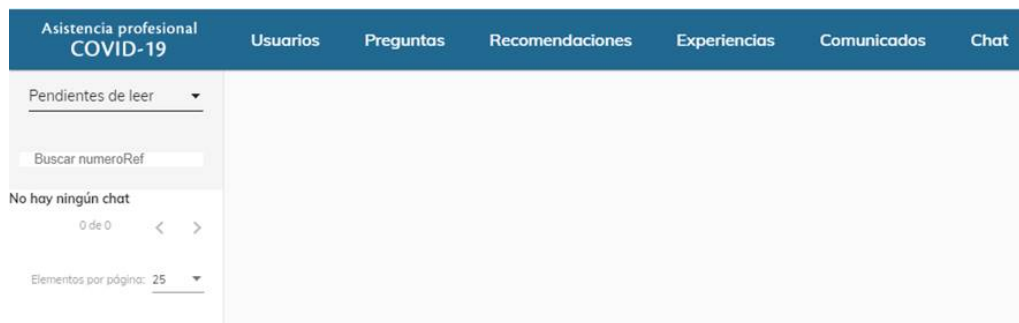 Asistencia profesional
COVID-19
Usuarios Preguntas Recomendaciones Experiencias Comunicados Chat
Pendientes de leer
Buscar numeroRef
No hay ningún chat
0 de 0
Elementos por página: 25